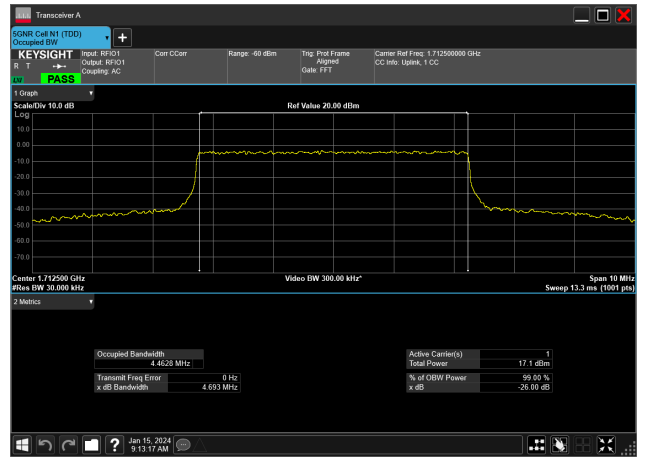 Transceiver A
5GNR Cell N1 (TDD)
Occupied BW
KEYSIGHT
R T
LV
PASS
Input: RFIO1
Output: RFIO1
Coupling: AC
Corr CCorr
Range: -60 dBm
Trig: Prot Frame
Aligned
Gate: FFT
Carrier Ref Freq: 1.712500000 GHz
CC Info: Uplink, 1 CC
1 Graph
Scale/Div 10.0 dB
Ref Value 20.00 dBm
Log
10.0
0.00
-10.0
-20.0
-30.0
-40.0
-50.0
-60.0
-70.0
Center 1.712500 GHz
Video BW 300.00 kHz*
Span 10 MHz
#Res BW 30.000 kHz
Sweep 13.3 ms (1001 pts)
2 Metrics
Occupied Bandwidth
4.4628 MHz
Transmit Freq Error 0 Hz
x dB Bandwidth 4.693 MHz
Active Carrier(s) 1
Total Power 17.1 dBm
% of OBW Power 99.00 %
x dB -26.00 dB
Jan 15, 2024
9:13:17 AM